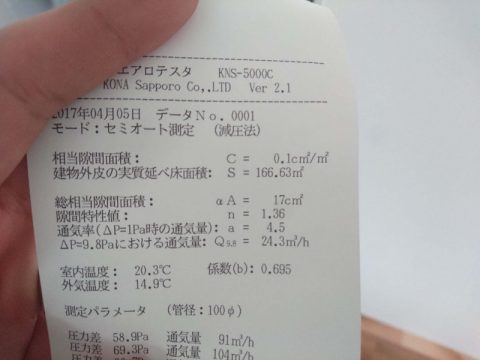 エアロテスタ KNS-5000C
KONA Sapporo Co,.LTD Ver 2.1
2017年04月05日 データNo.0001
モード：セミオート測定 (減圧法)
相当隙間面積： C = 0.1c㎡/㎡
建物外皮の実質延べ床面積： S = 166.63㎡
総相当隙間面積： αA = 17c㎡
隙間特性値： n = 1.36
通気率(ΔP=1Pa時の通気量)： a = 4.5
ΔP=9.8Paにおける通気量： Q9.8 = 24.3㎥/h
室内温度： 20.3℃ 係数(b)： 0.695
外気温度： 14.9℃
測定パラメータ (管径：100φ)
圧力差 58.9Pa 通気量 91㎥/h
圧力差 69.3Pa 通気量 104㎥/h